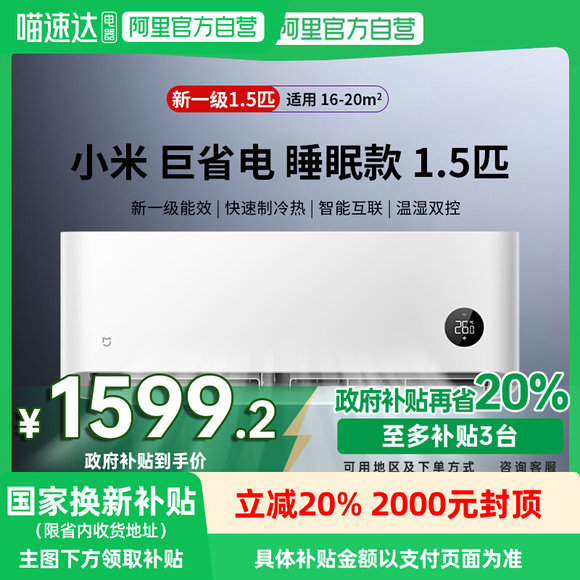 喵速达电器 阿里官方自营 阿里官方自营
新一级1.5匹 适用 16-20m²
小米 巨省电 睡眠款 1.5匹
新一级能效 | 快速制冷热 | 智能互联 | 温湿双控
26.0
¥1599.2
政府补贴到手价
政府补贴再省20%
至多补贴3台
可用地区及下单方式 咨询客服
国家换新补贴
(限省内收货地址)
主图下方领取补贴
立减20% 2000元封顶
具体补贴金额以支付页面为准